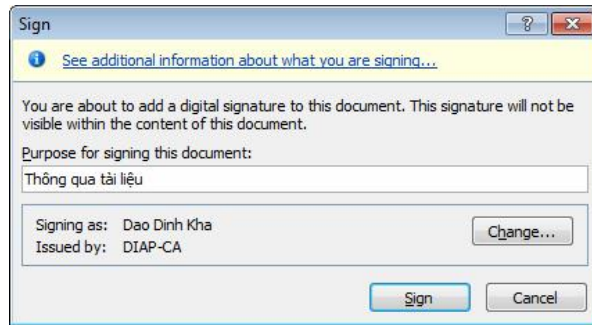 Sign
See additional information about what you are signing...
You are about to add a digital signature to this document. This signature will not be
visible within the content of this document.
Purpose for signing this document:
Thông qua tài liệu
Signing as: Dao Dinh Kha
Change...
Issued by: DIAP-CA
Sign Cancel